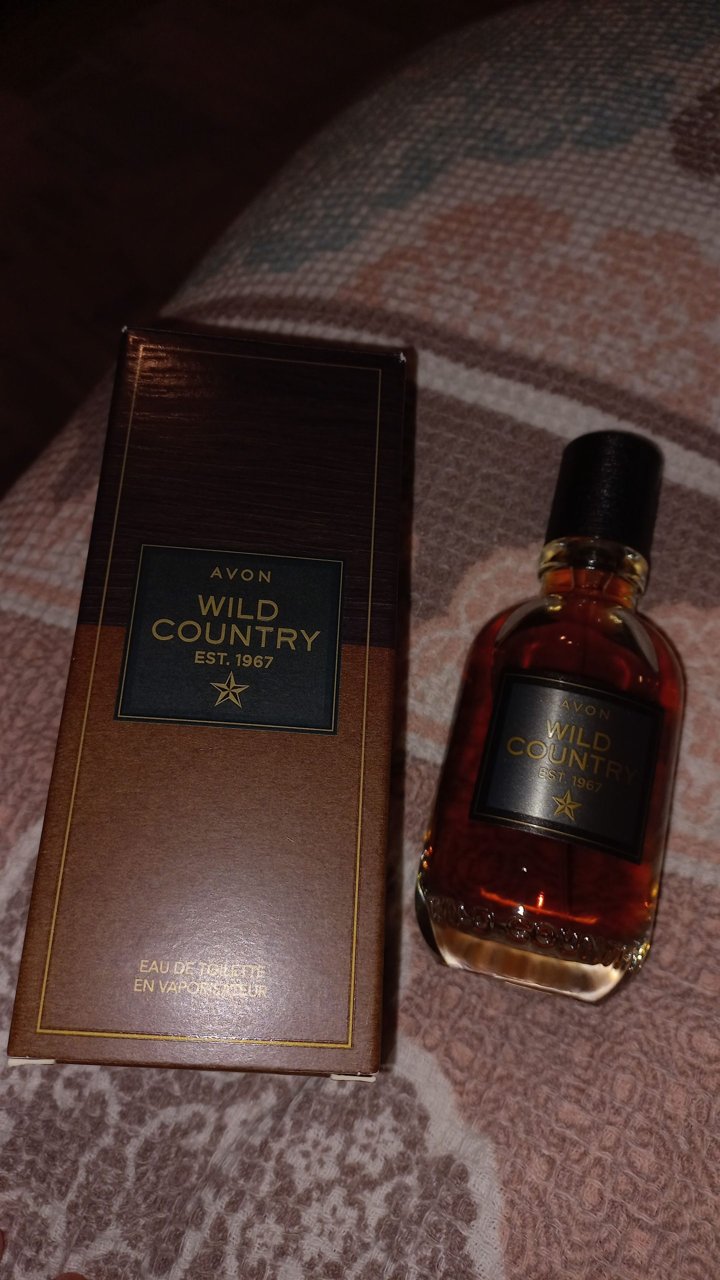 AVON
WILD
COUNTRY
EST. 1967
EAU DE TOILETTE
EN VAPORISATEUR
AVON
WILD
COUNTRY
EST. 1967